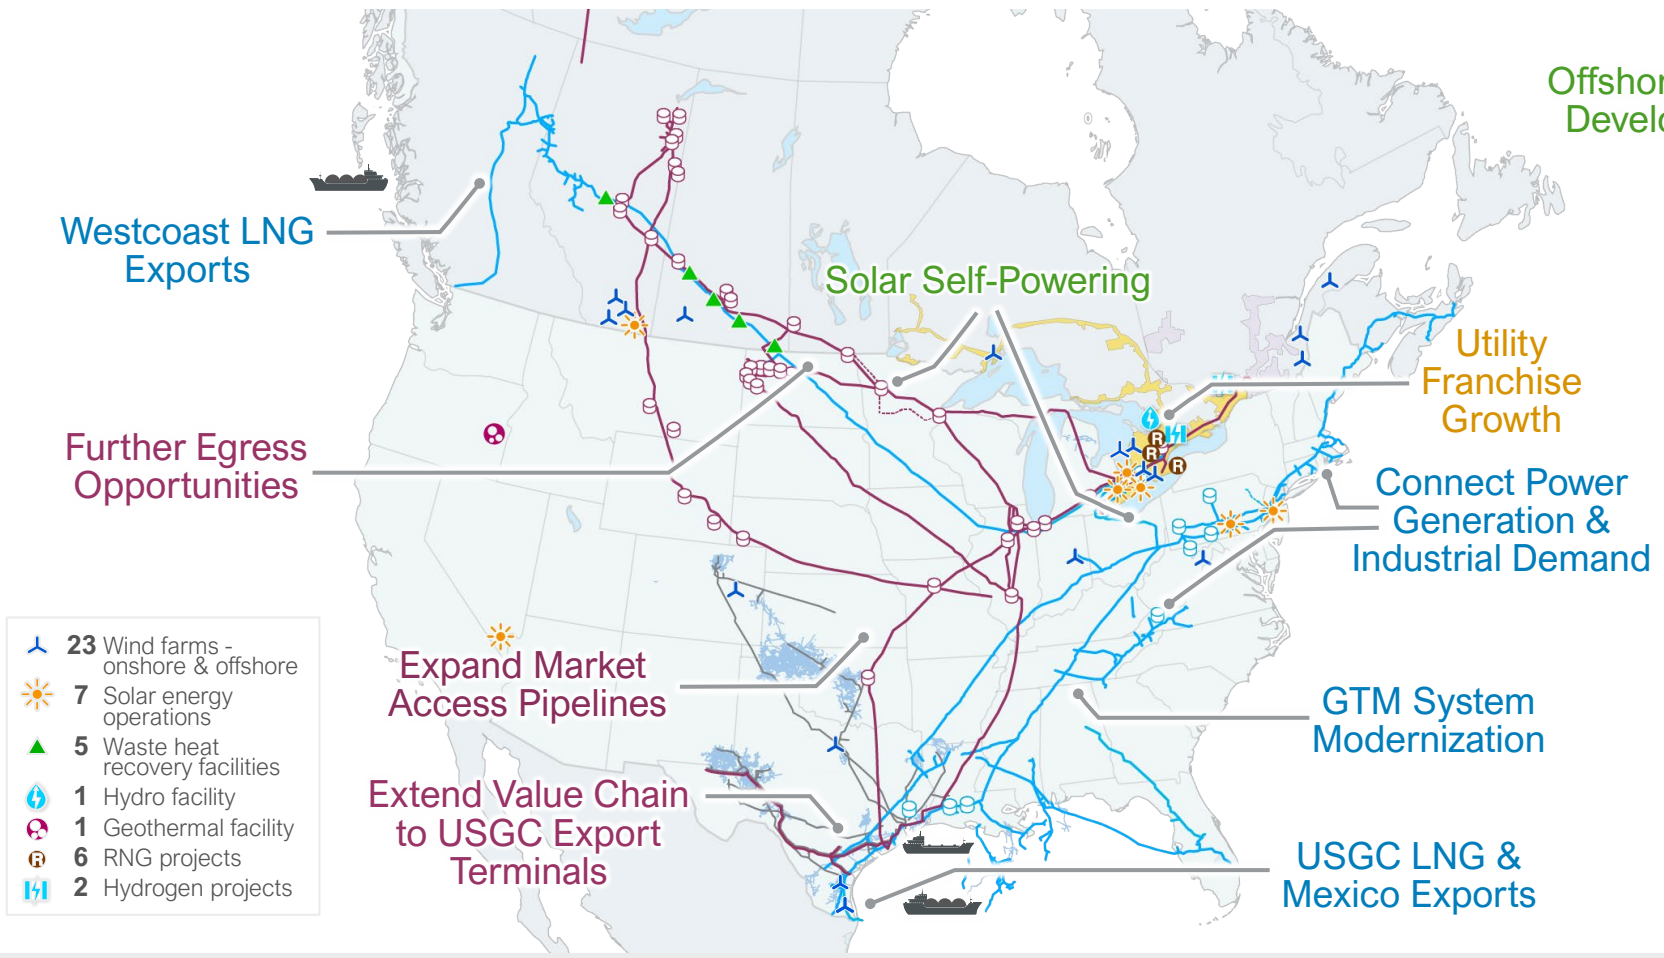 Offshor
Develo
Westcoast LNG
Exports
Solar Self-Powering
Utility
Franchise
Growth
Further Egress
Opportunities
Connect Power
Generation &
Industrial Demand
R
R
R
Expand Market
Access Pipelines
GTM System
Modernization
Extend Value Chain
to USGC Export
Terminals
USGC LNG &
Mexico Exports
23 Wind farms -
onshore & offshore
7 Solar energy
operations
5 Waste heat
recovery facilities
1 Hydro facility
1 Geothermal facility
R 6 RNG projects
2 Hydrogen projects